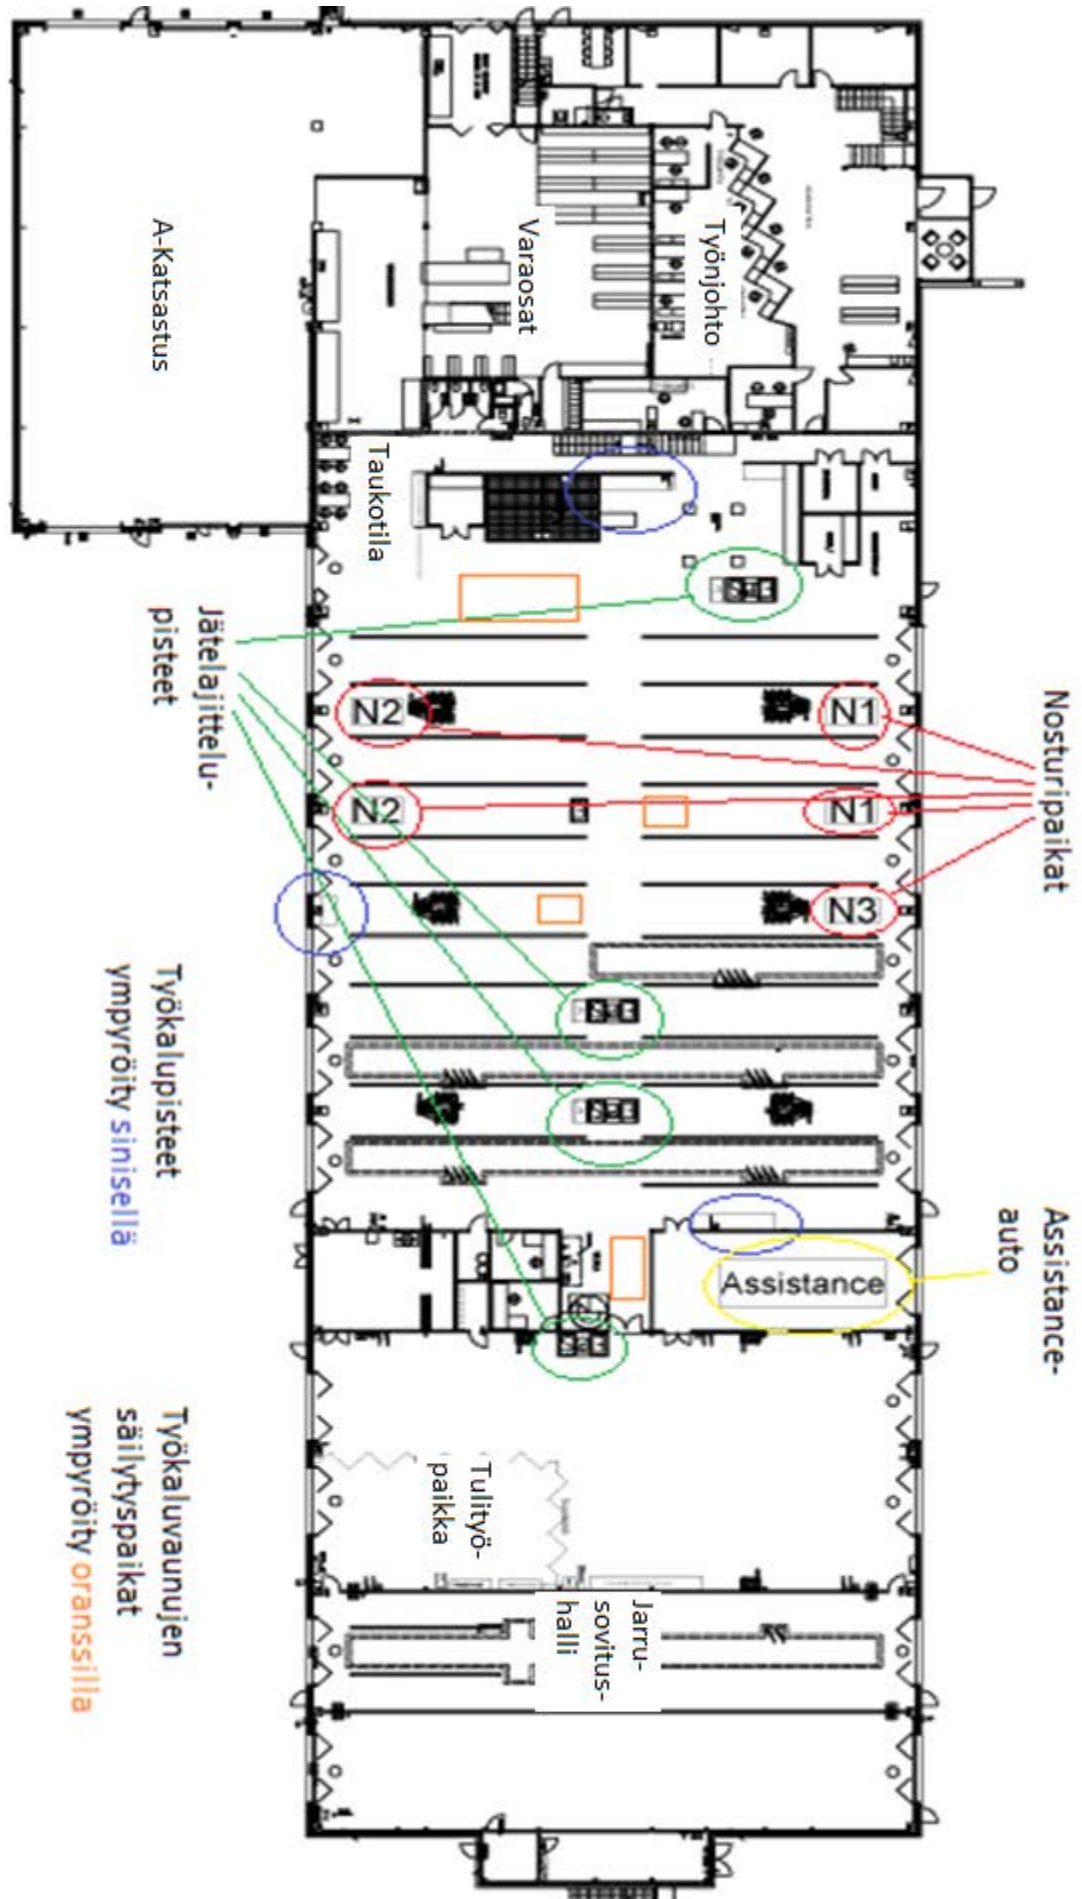 A-Katsastus
Varaosat
Työnjohto
Taukotila
Jätelajittelu-
pisteet
Nosturipaikat
N2
N1
N2
N1
N3
Työkalupisteet
ympyröity sinisellä
Assistance-
auto
Assistance
Työkaluvaunujen
säilytyspaikat
ympyröity oranssilla
Tulityö-
paikka
Jarru-
sovitus-
halli